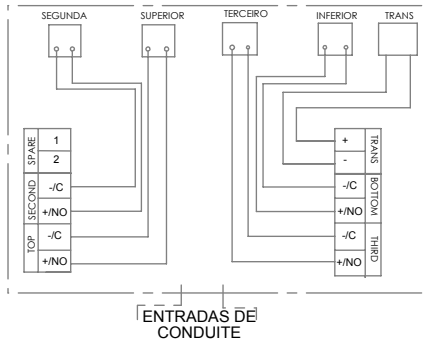 SEGUNDA
SUPERIOR
TERCEIRO
INFERIOR
TRANS
SPARE
1
2
SECOND
-/C
+/NO
TOP
-/C
+/NO
+
-
TRANS
-/C
+/NO
BOTTOM
-/C
+/NO
THIRD
ENTRADAS DE
CONDUITE